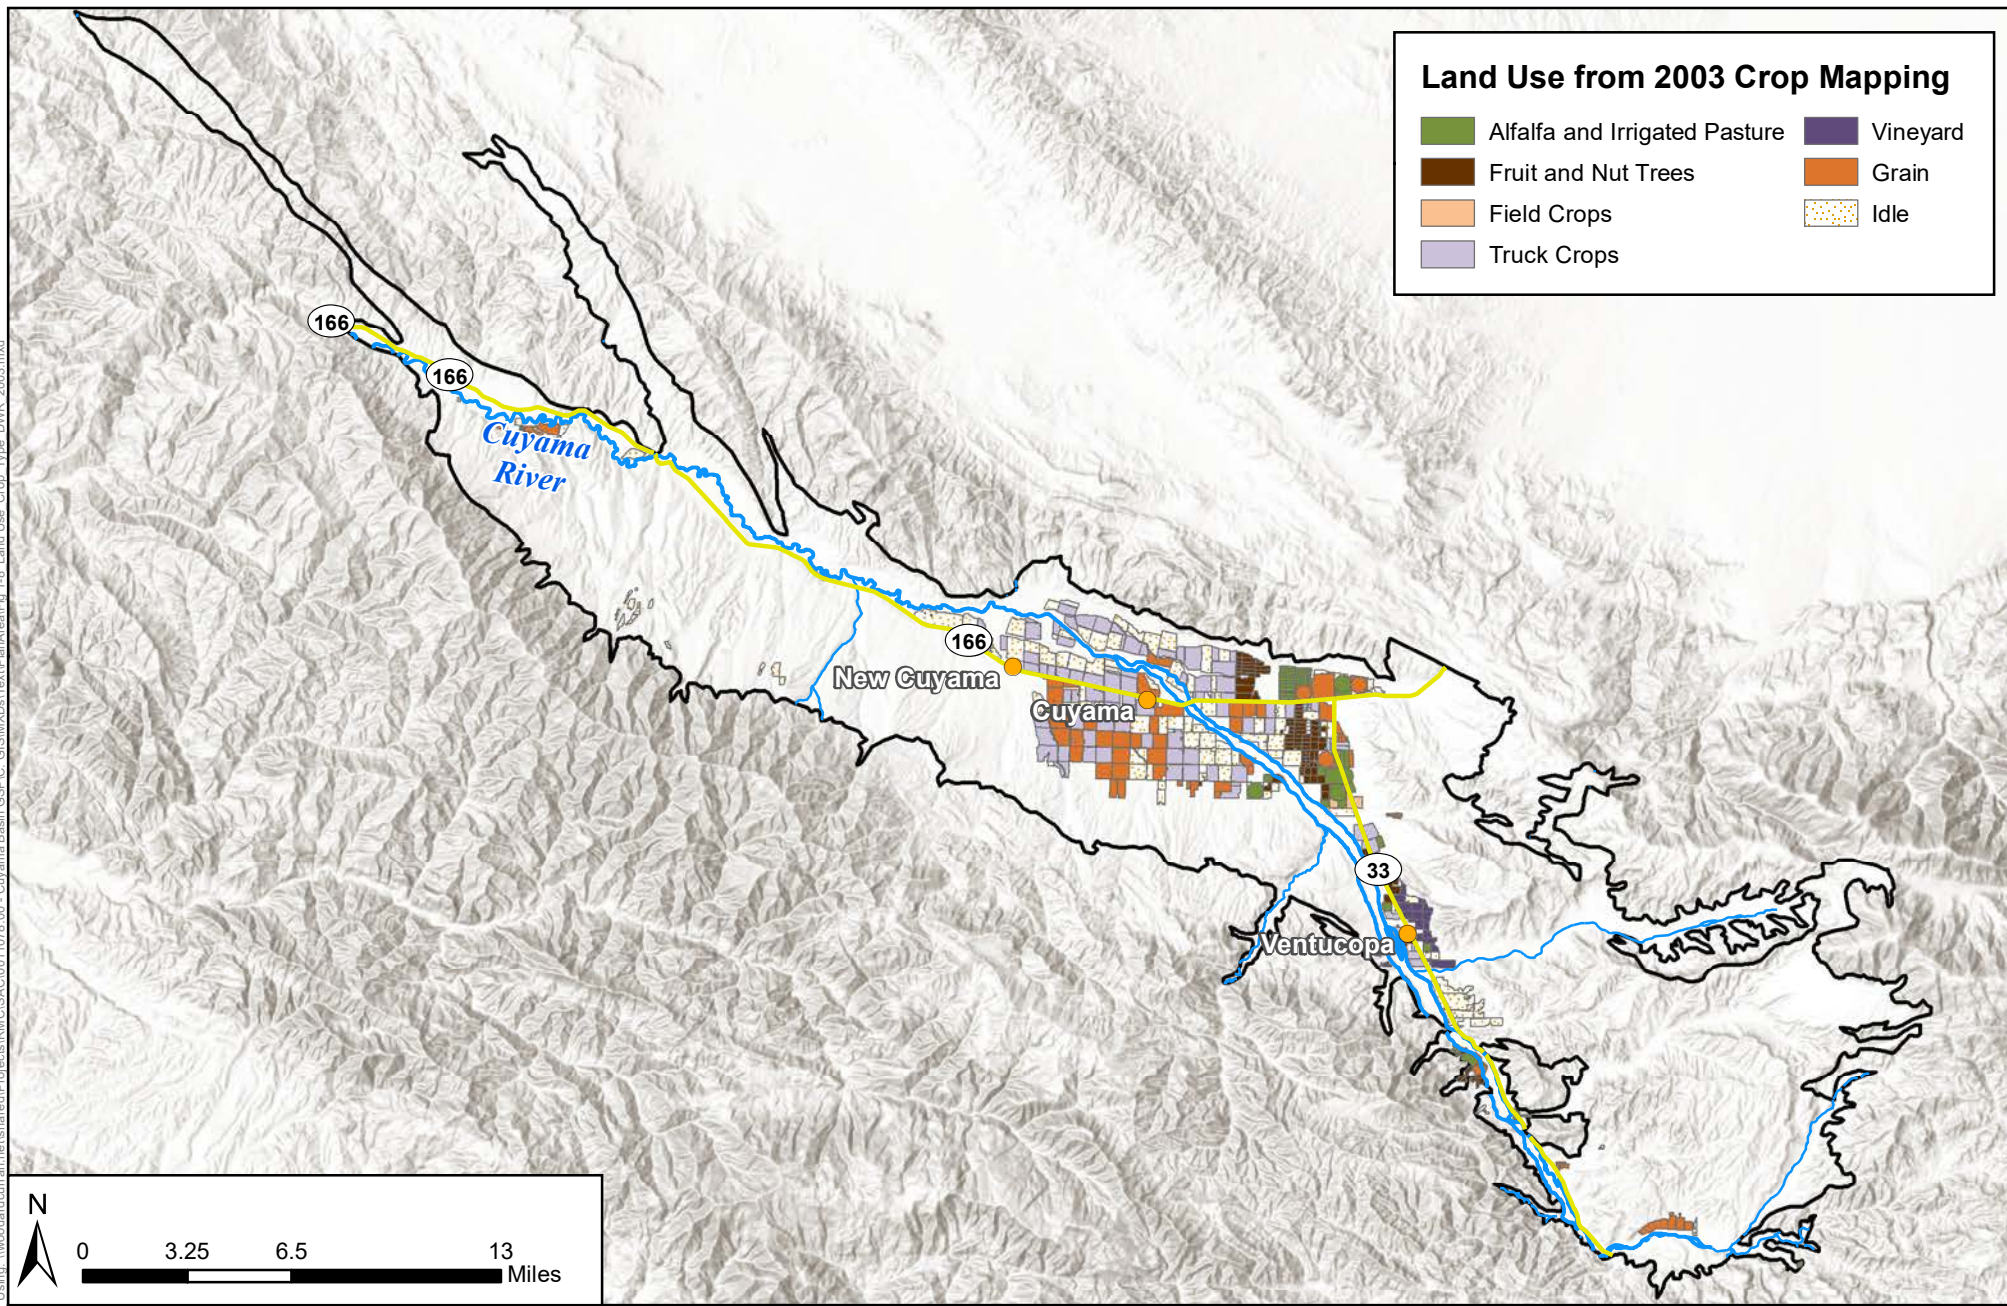 Land Use from 2003 Crop Mapping
Alfalfa and Irrigated Pasture
Vineyard
Fruit and Nut Trees
Grain
Field Crops
Idle
Truck Crops
166
166
Cuyama
River
166
New Cuyama
Cuyama
33
Ventucopa
N
0 3.25 6.5 13
Miles